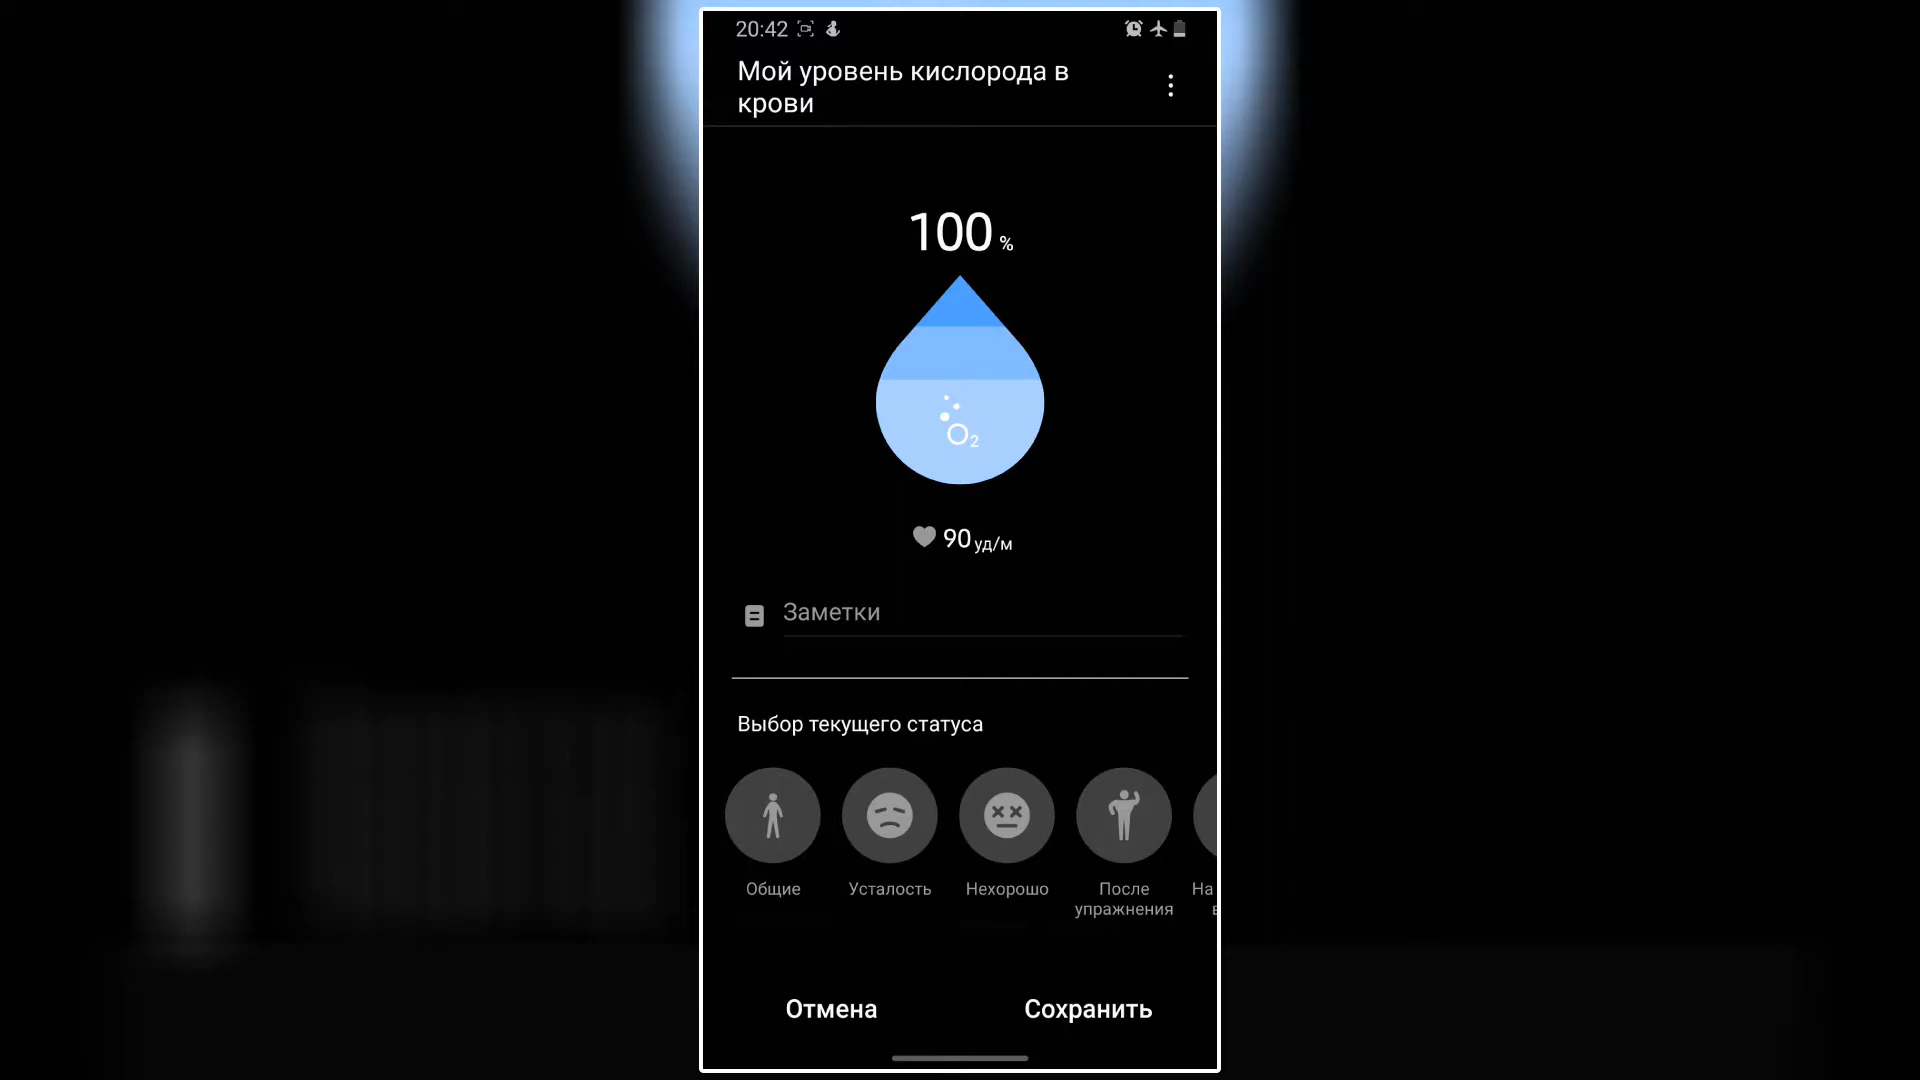 20:42
Мой уровень кислорода в
крови
100 %
O2
90 уд/м
Заметки
Выбор текущего статуса
Общие
Усталость
Нехорошо
После
упражнения
На
Отмена
Сохранить